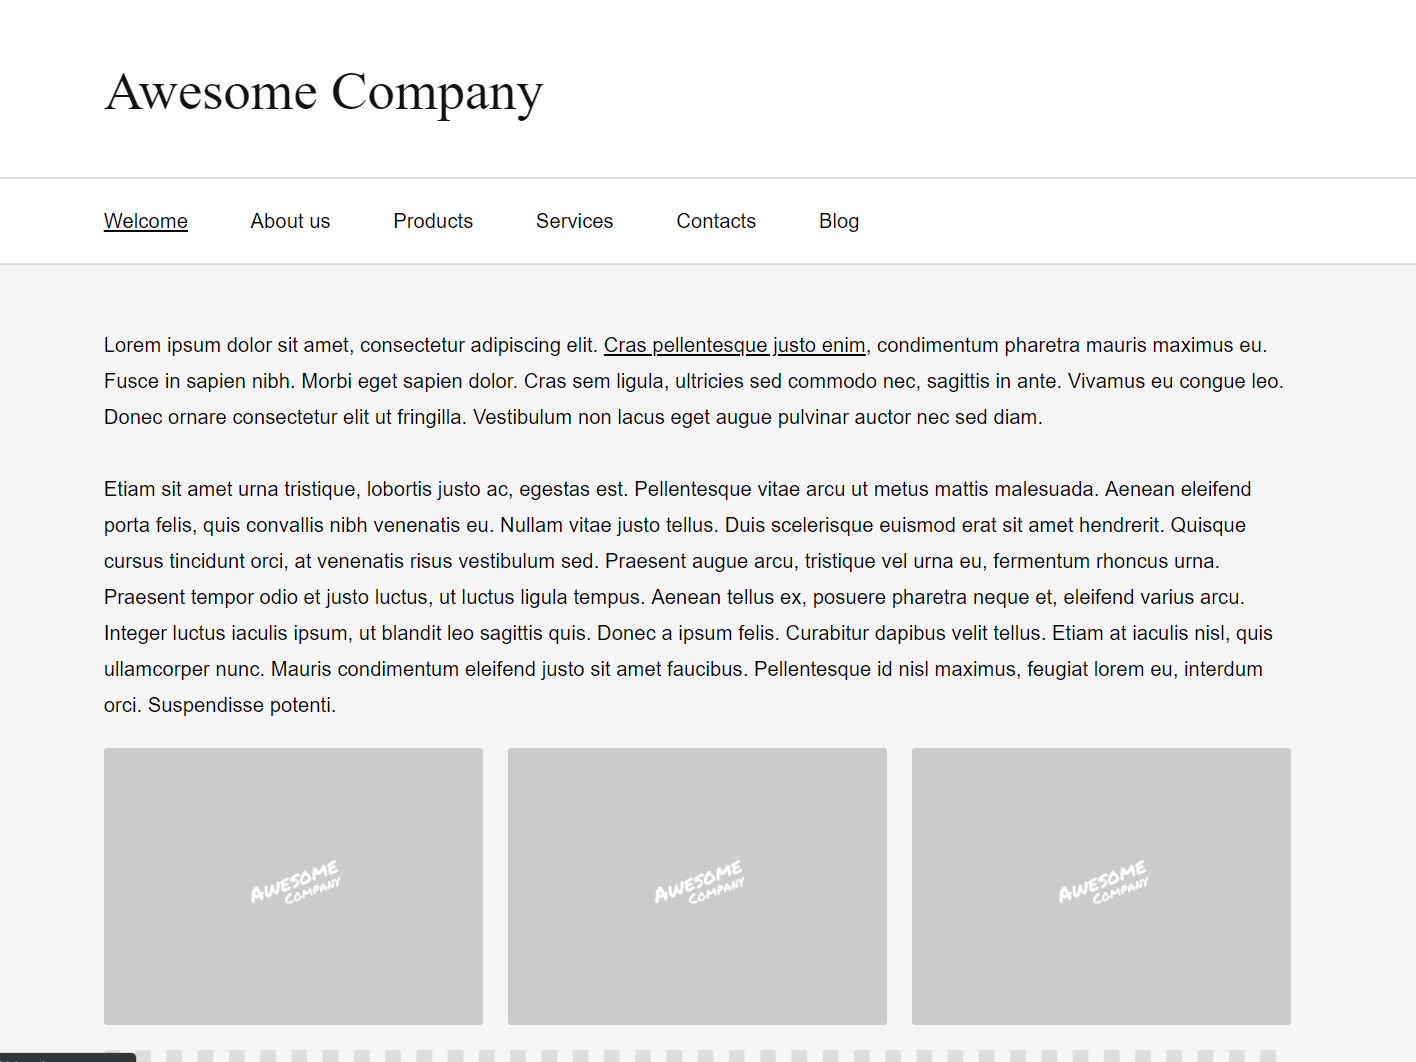 Awesome Company
Welcome About us Products Services Contacts Blog
Lorem ipsum dolor sit amet, consectetur adipiscing elit. Cras pellentesque justo enim, condimentum pharetra mauris maximus eu.
Fusce in sapien nibh. Morbi eget sapien dolor. Cras sem ligula, ultricies sed commodo nec, sagittis in ante. Vivamus eu congue leo.
Donec ornare consectetur elit ut fringilla. Vestibulum non lacus eget augue pulvinar auctor nec sed diam.
Etiam sit amet urna tristique, lobortis justo ac, egestas est. Pellentesque vitae arcu ut metus mattis malesuada. Aenean eleifend
porta felis, quis convallis nibh venenatis eu. Nullam vitae justo tellus. Duis scelerisque euismod erat sit amet hendrerit. Quisque
cursus tincidunt orci, at venenatis risus vestibulum sed. Praesent augue arcu, tristique vel urna eu, fermentum rhoncus urna.
Praesent tempor odio et justo luctus, ut luctus ligula tempus. Aenean tellus ex, posuere pharetra neque et, eleifend varius arcu.
Integer luctus iaculis ipsum, ut blandit leo sagittis quis. Donec a ipsum felis. Curabitur dapibus velit tellus. Etiam at iaculis nisl, quis
ullamcorper nunc. Mauris condimentum eleifend justo sit amet faucibus. Pellentesque id nisl maximus, feugiat lorem eu, interdum
orci. Suspendisse potenti.
AWESOME
COMPANY
AWESOME
COMPANY
AWESOME
COMPANY